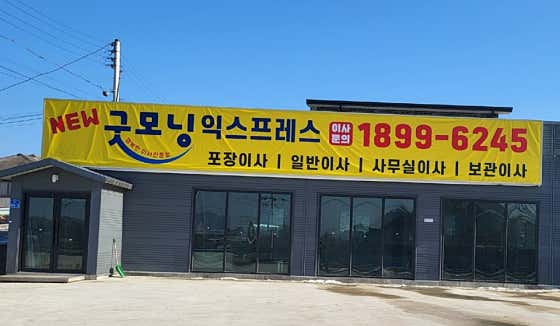 NEW 굿모닝 익스프레스 이사문의 1899-6245
포장이사 | 일반이사 | 사무실이사 | 보관이사